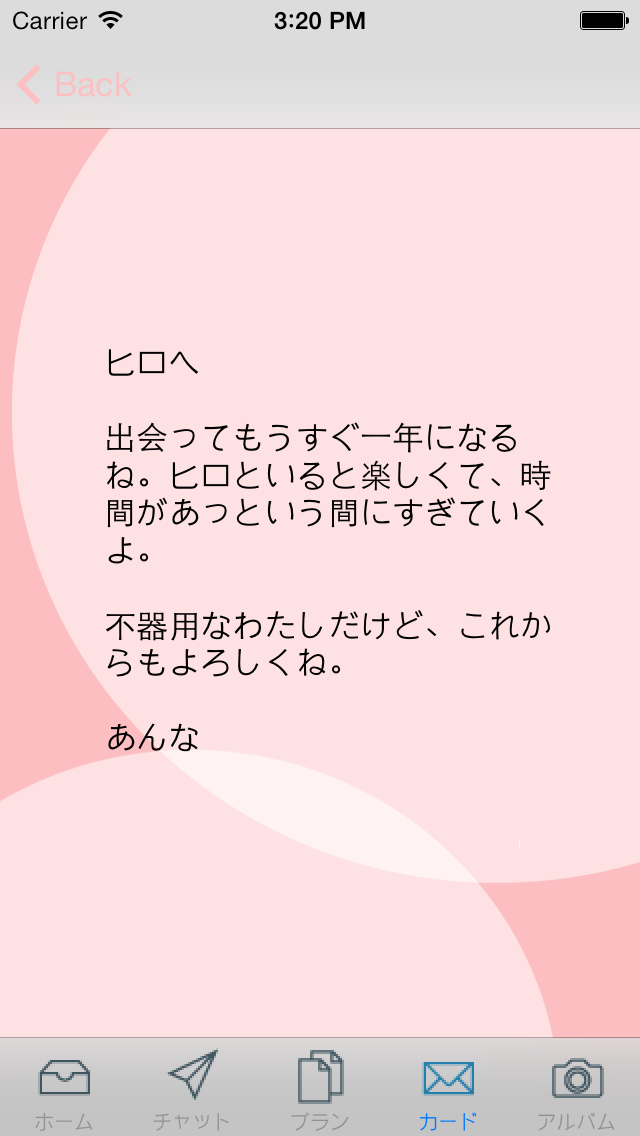 Carrier 3:20 PM
Back
ヒロへ
出会ってもうすぐ一年になる
ね。ヒロといると楽しくて、時
間があっという間にすぎていく
よ。
不器用なわたしだけど、これか
らもよろしくね。
あんな
ホーム チャット プラン カード アルバム